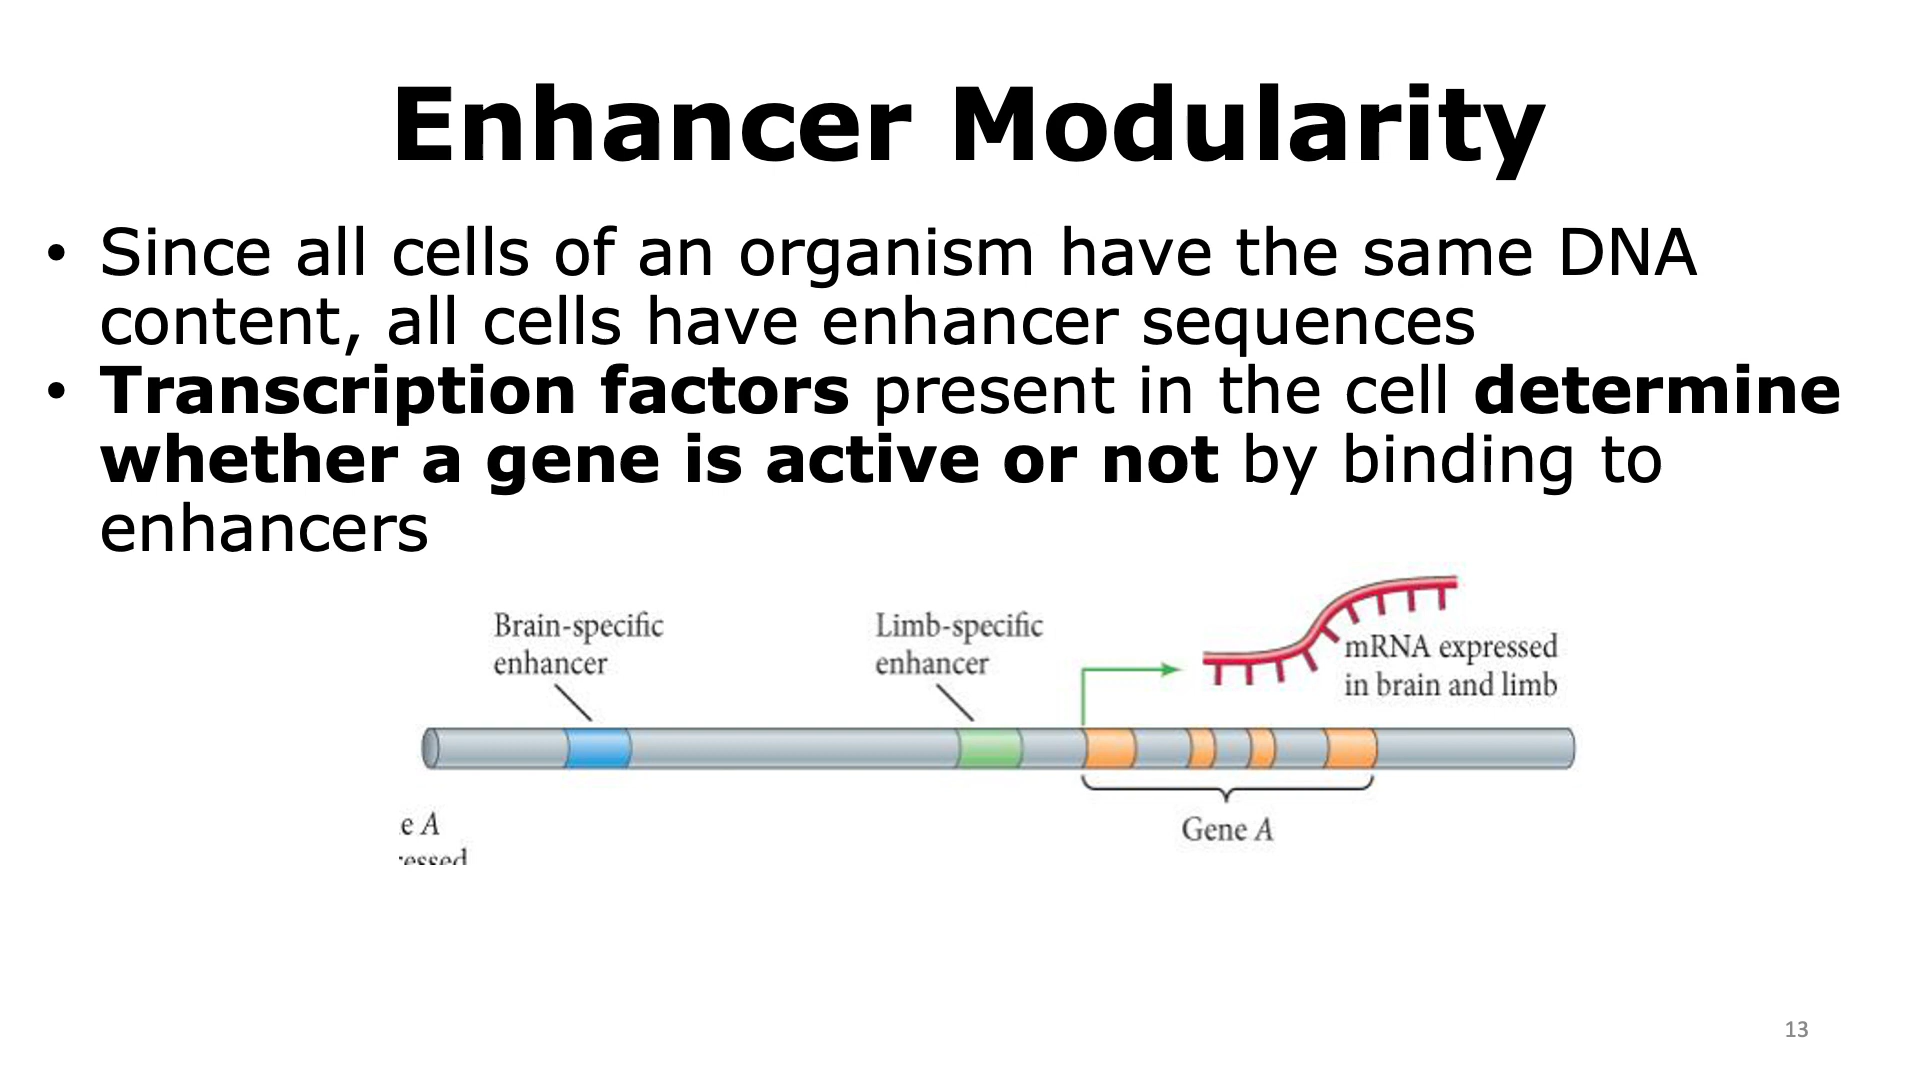 Enhancer Modularity
• Since all cells of an organism have the same DNA
content, all cells have enhancer sequences
• Transcription factors present in the cell determine
whether a gene is active or not by binding to
enhancers
Brain-specific
enhancer
Limb-specific
enhancer
mRNA expressed
in brain and limb
e A
ressed
Gene A
13